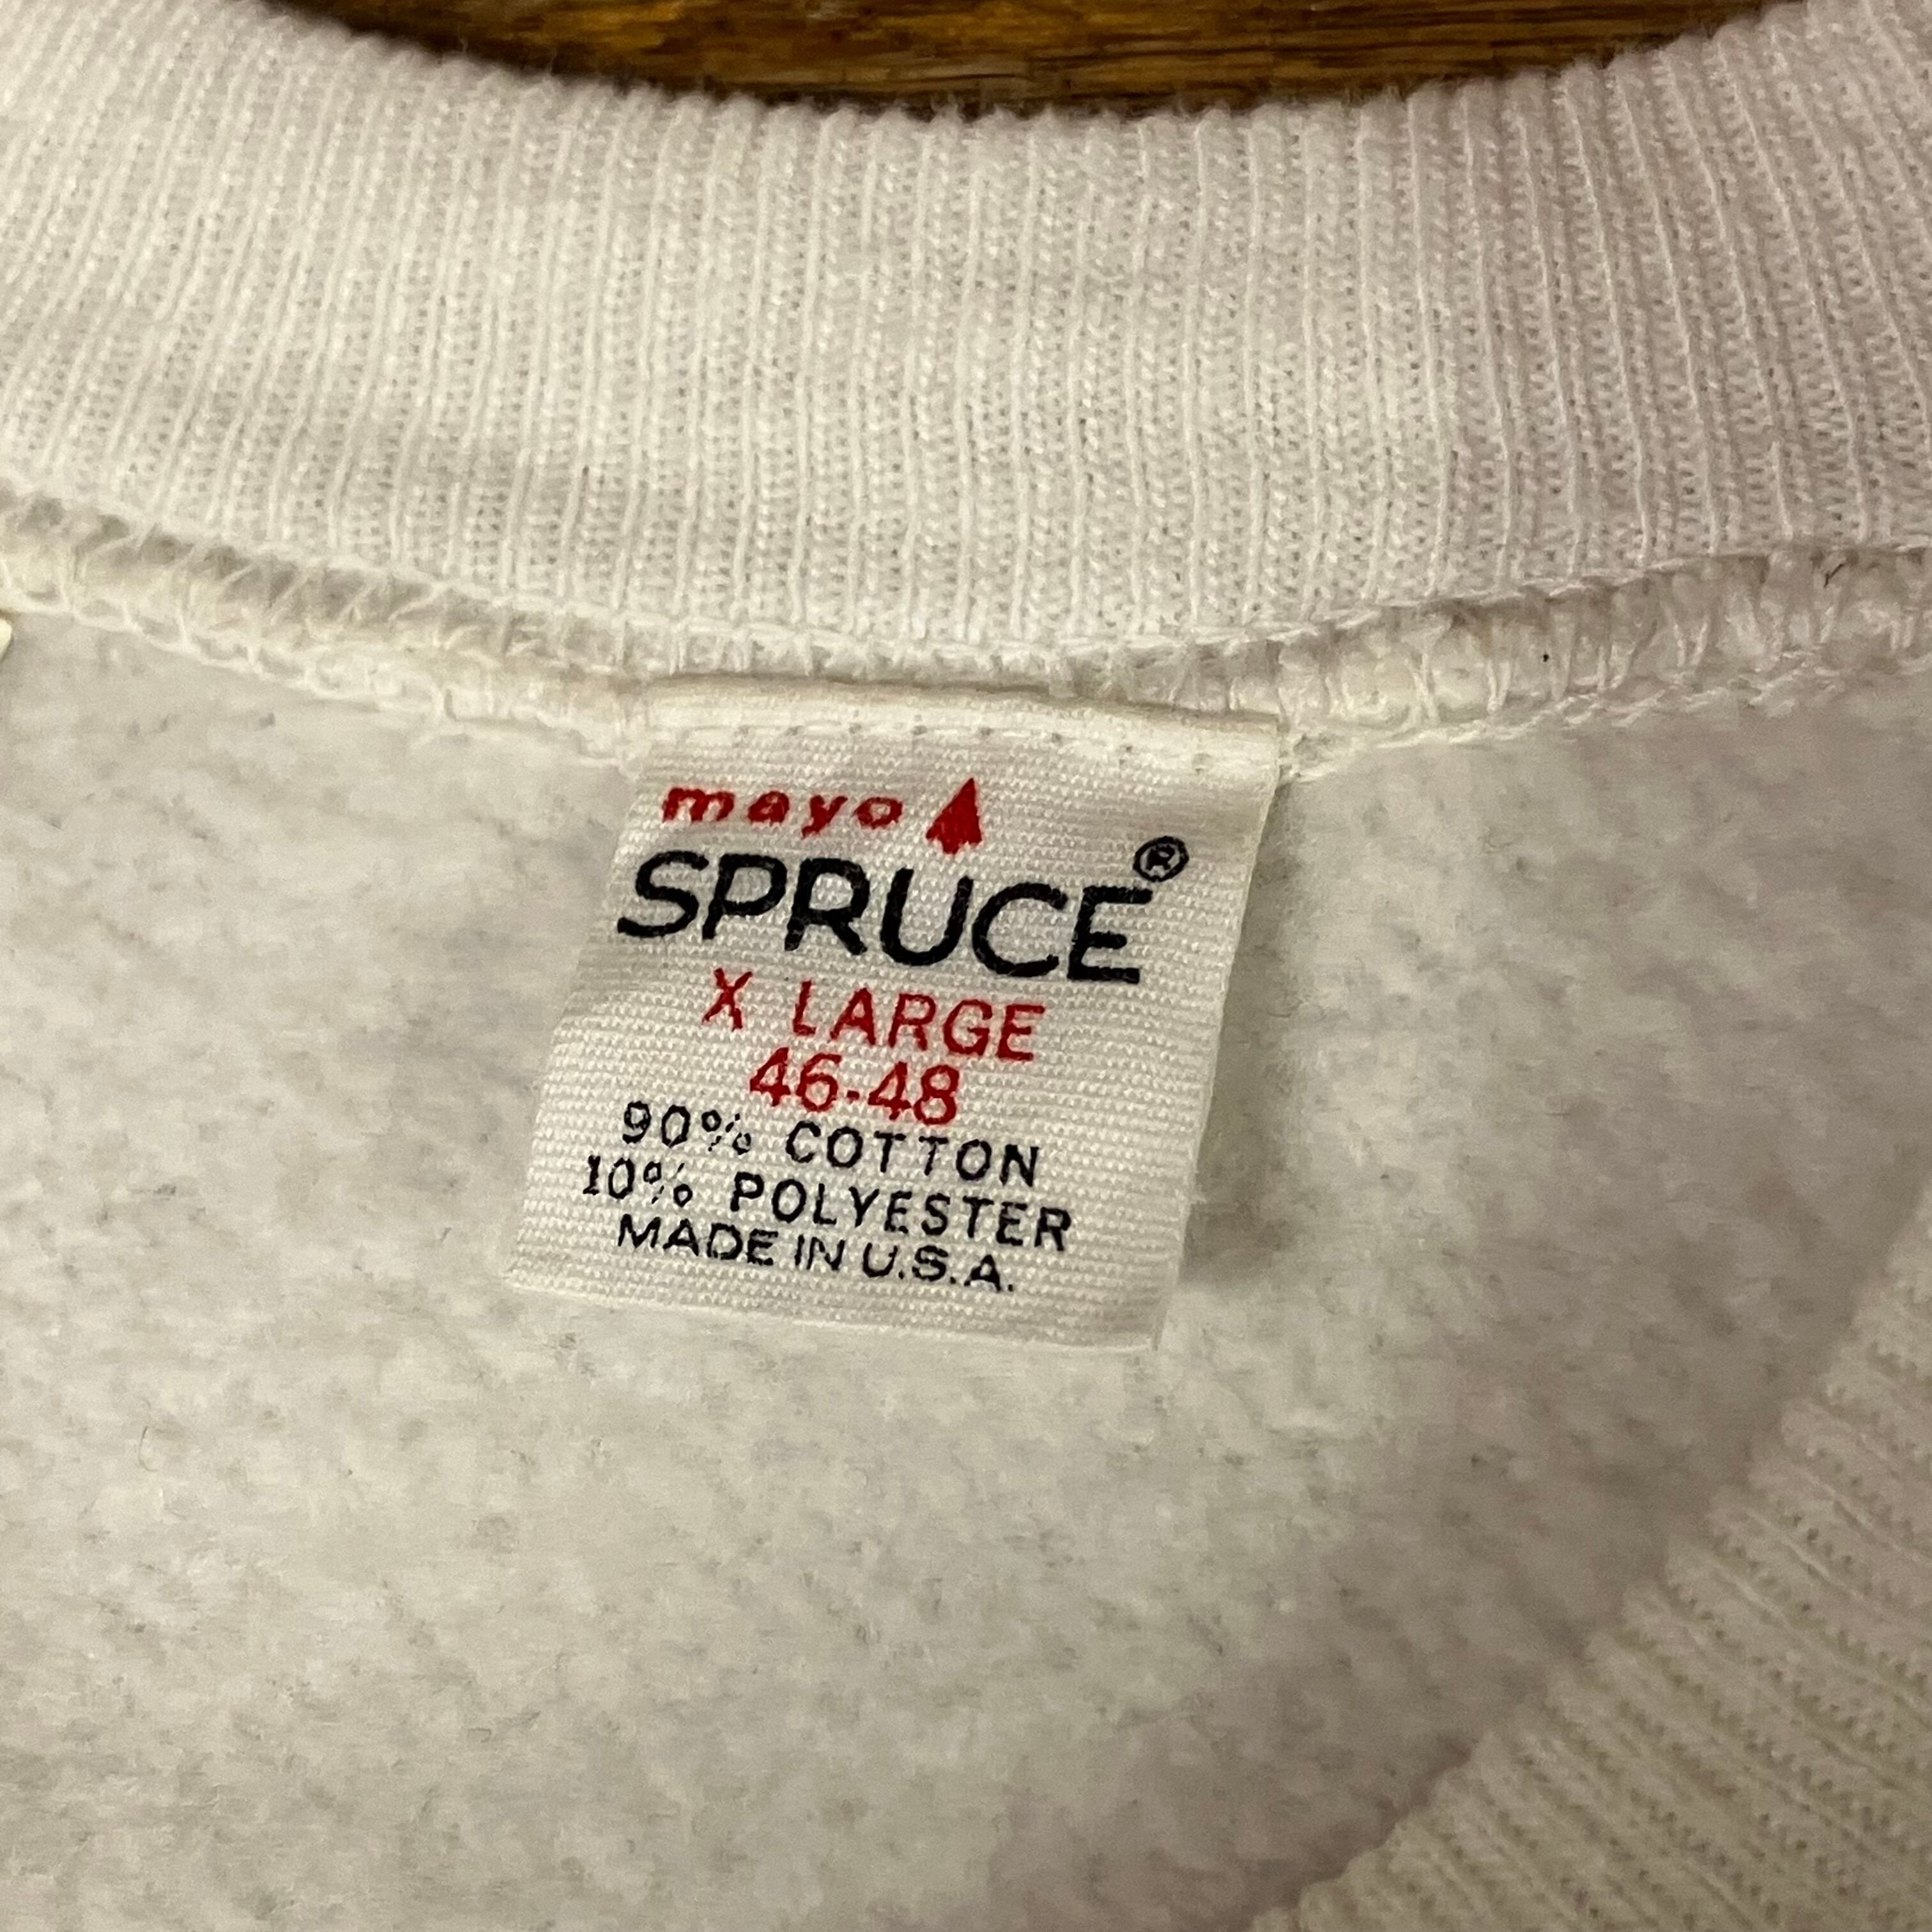 mayo
SPRUCE®
X LARGE
46-48
90% COTTON
10% POLYESTER
MADE IN U.S.A.